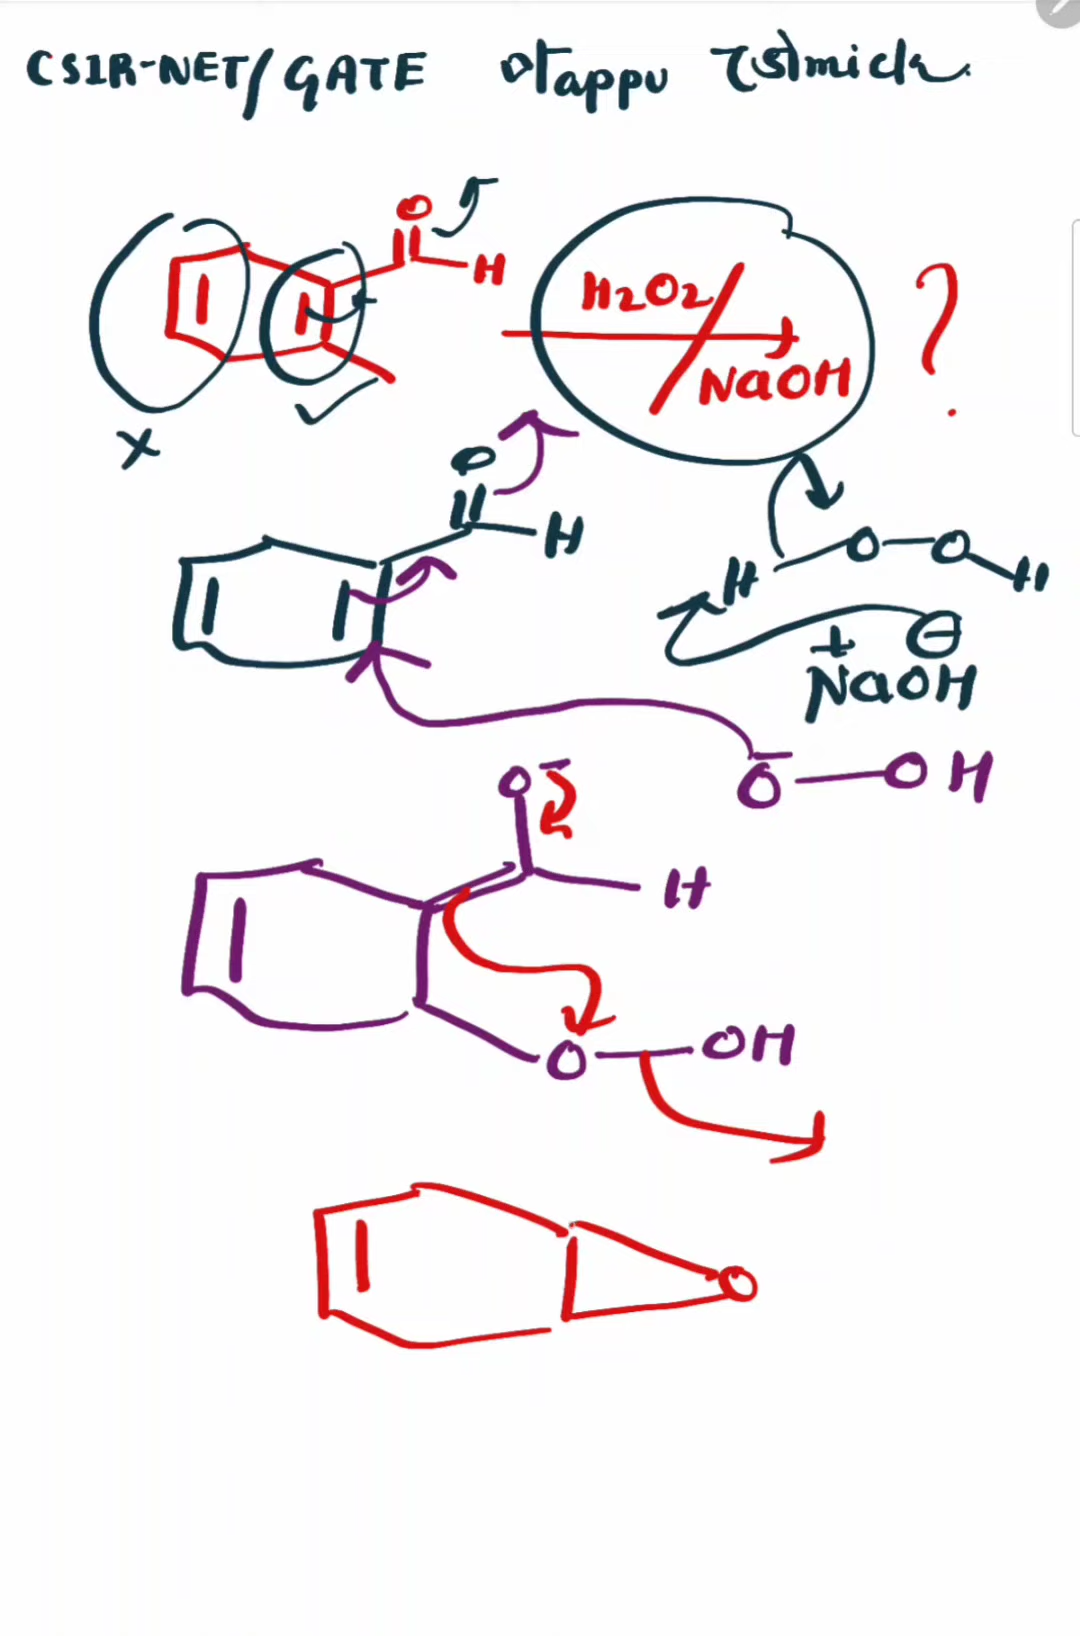 CSIR-NET/GATE
O
H
H2O2/NaOH
?
x
O
H
H O-O H
+
NaOH
O-OH
O
H
O-OH
O